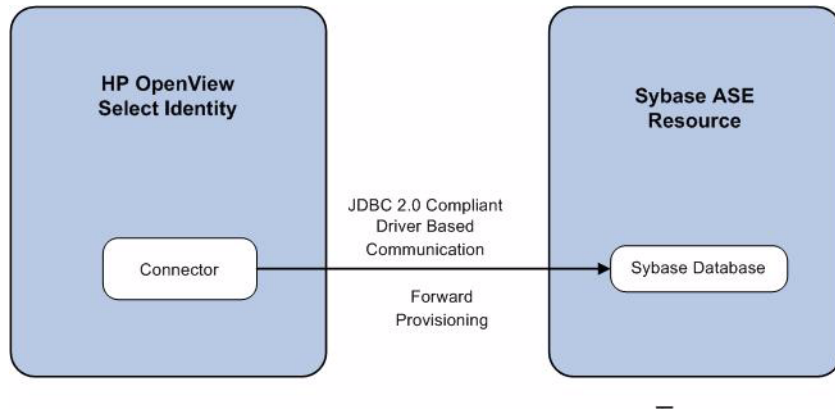 HP OpenView
Select Identity
Sybase ASE
Resource
JDBC 2.0 Compliant
Driver Based
Communication
Connector
Sybase Database
Forward
Provisioning